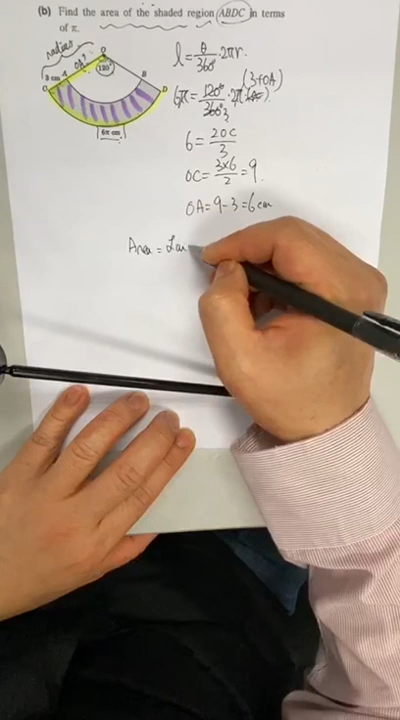 (b) Find the area of the shaded region ABDC in terms
of π.
radius
O
3 cm
A
OA?
120°
B
C
D
6π cm
l = θ/360° · 2πr
6π = 120°/360° · 2π (3+OA)
3
6 = 2OC/3
OC = 3×6/2 = 9.
OA = 9-3 = 6 cm
Area =